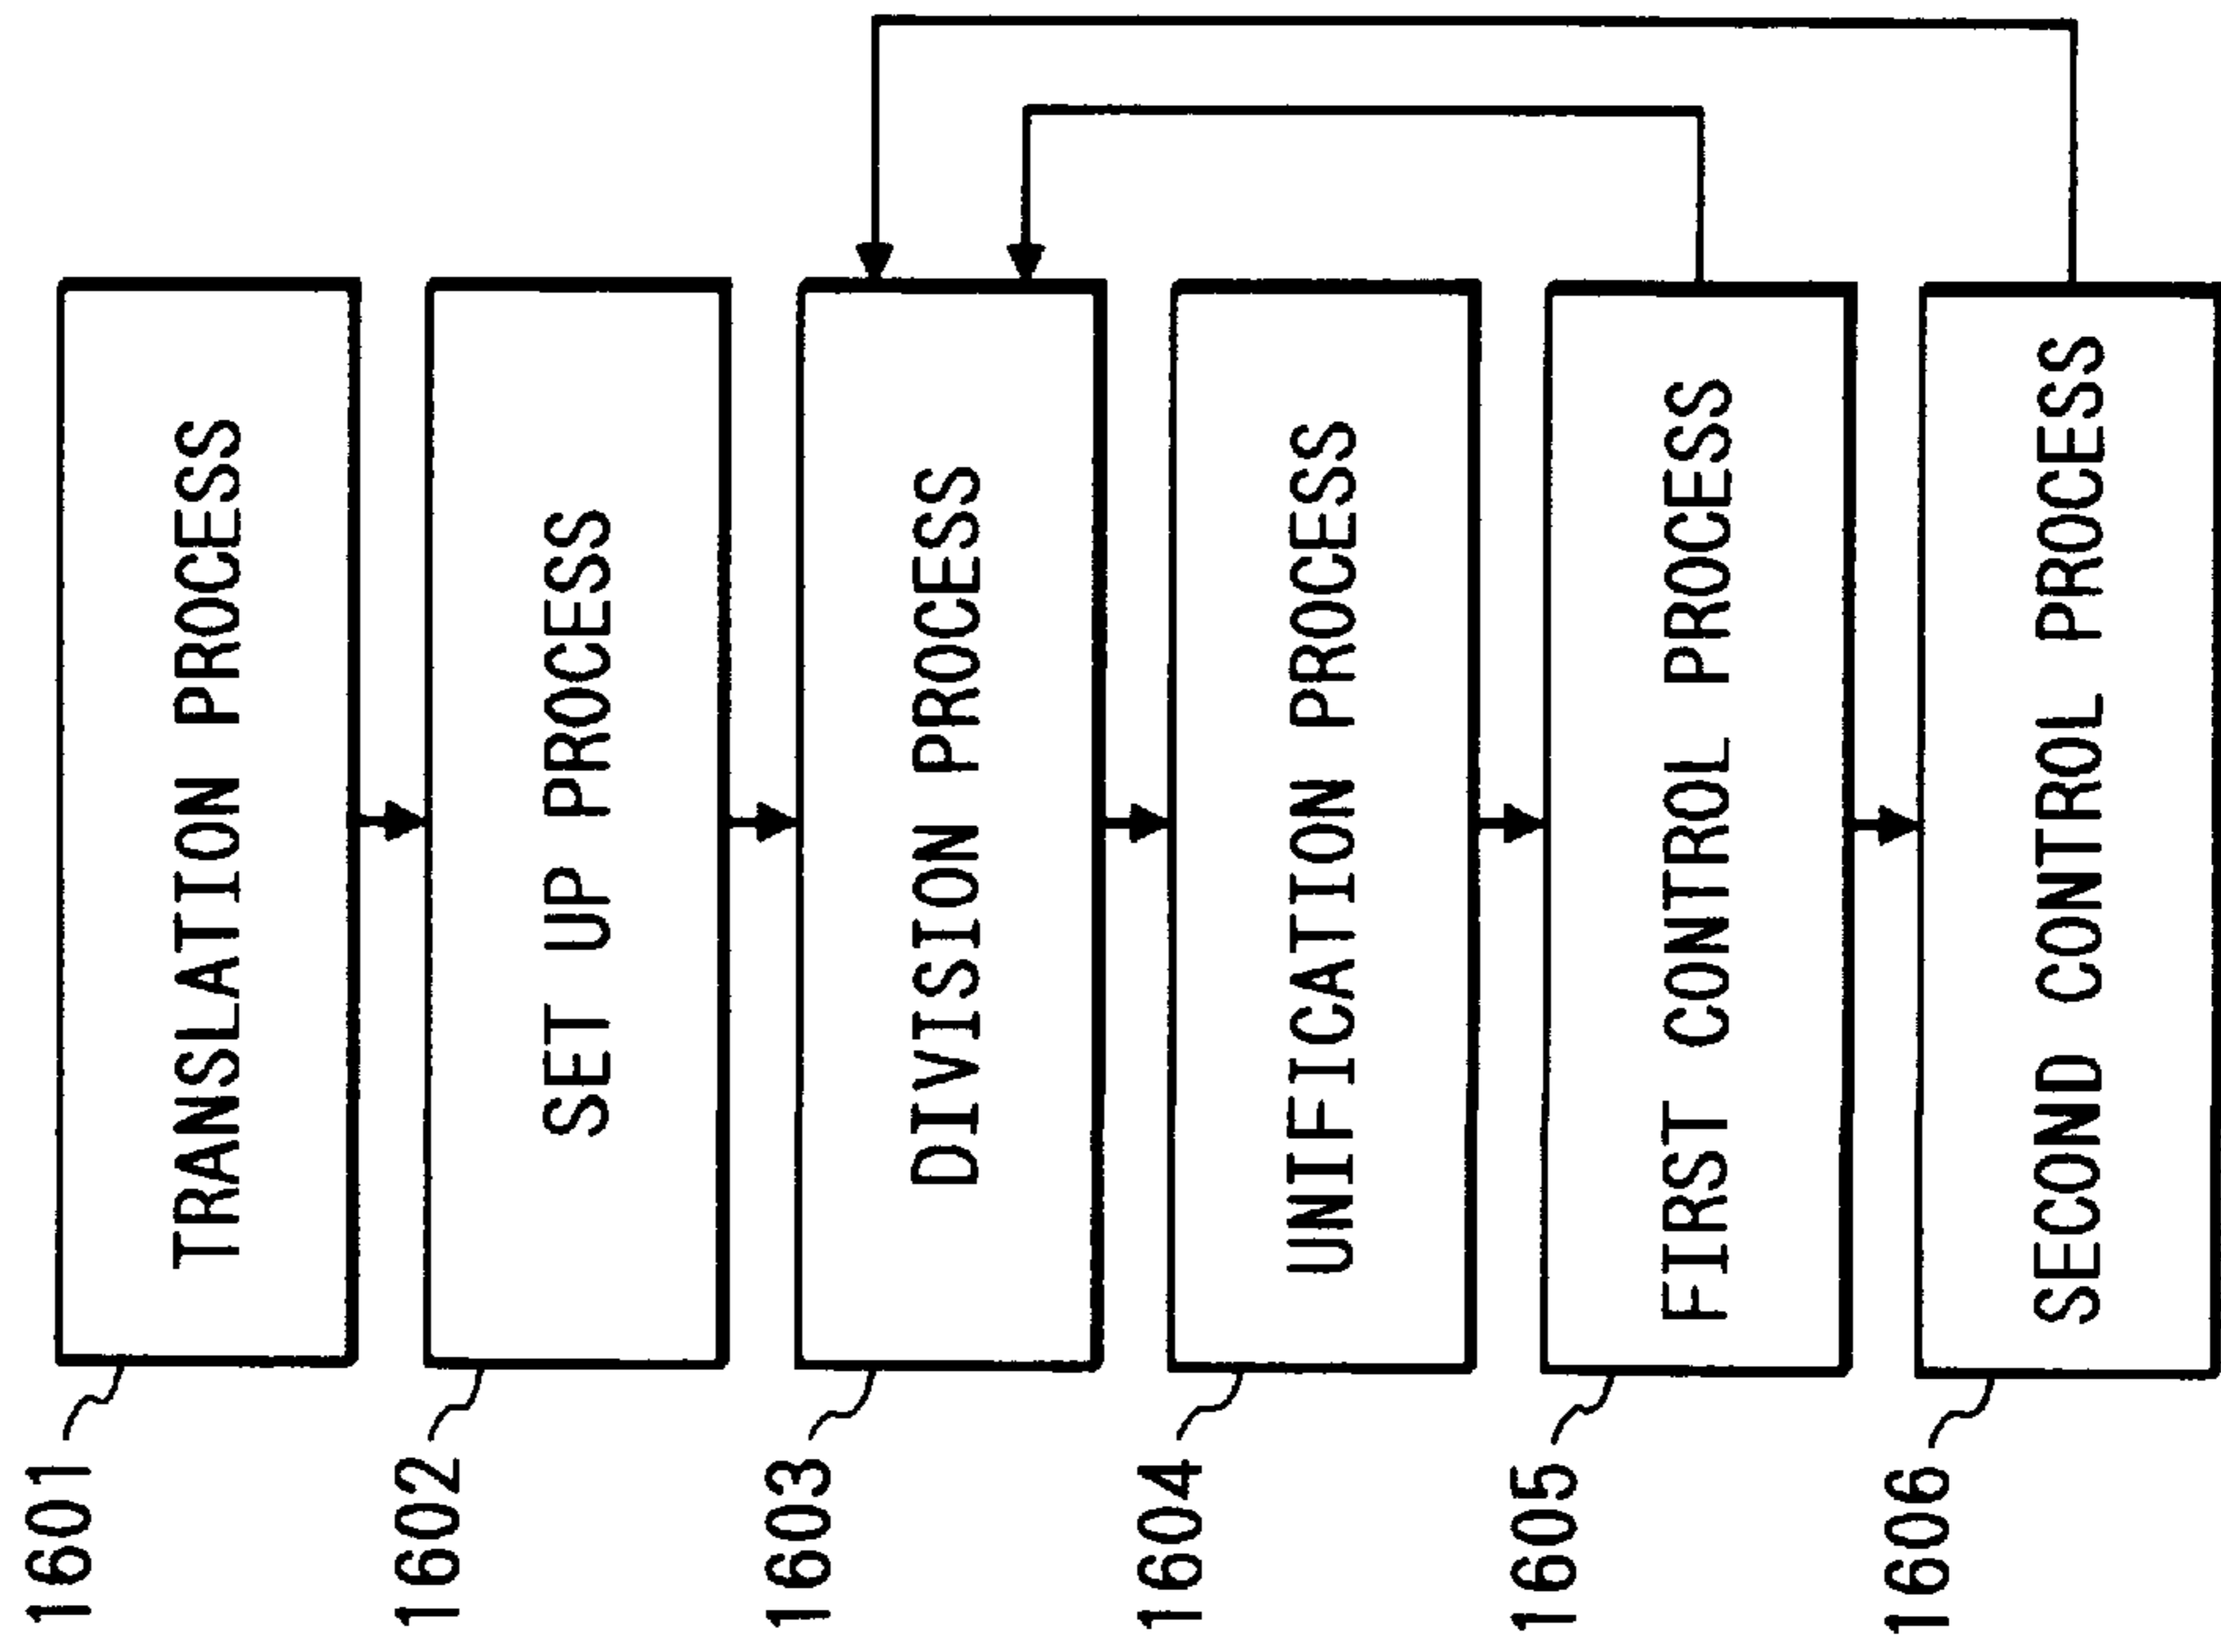 1601
TRANSLATION PROCESS
1602
SET UP PROCESS
1603
DIVISION PROCESS
1604
UNIFICATION PROCESS
1605
FIRST CONTROL PROCESS
1606
SECOND CONTROL PROCESS